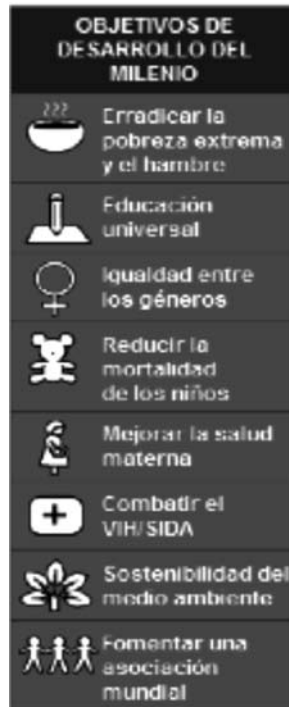 OBJETIVOS DE
DESARROLLO DEL
MILENIO
Erradicar la
pobreza extrema
y el hambre
Educación
universal
Igualdad entre
los géneros
Reducir la
mortalidad
de los niños
Mejorar la salud
materna
Combatir el
VIH/SIDA
Sostenibilidad del
medio ambiente
Fomentar una
asociación
mundial